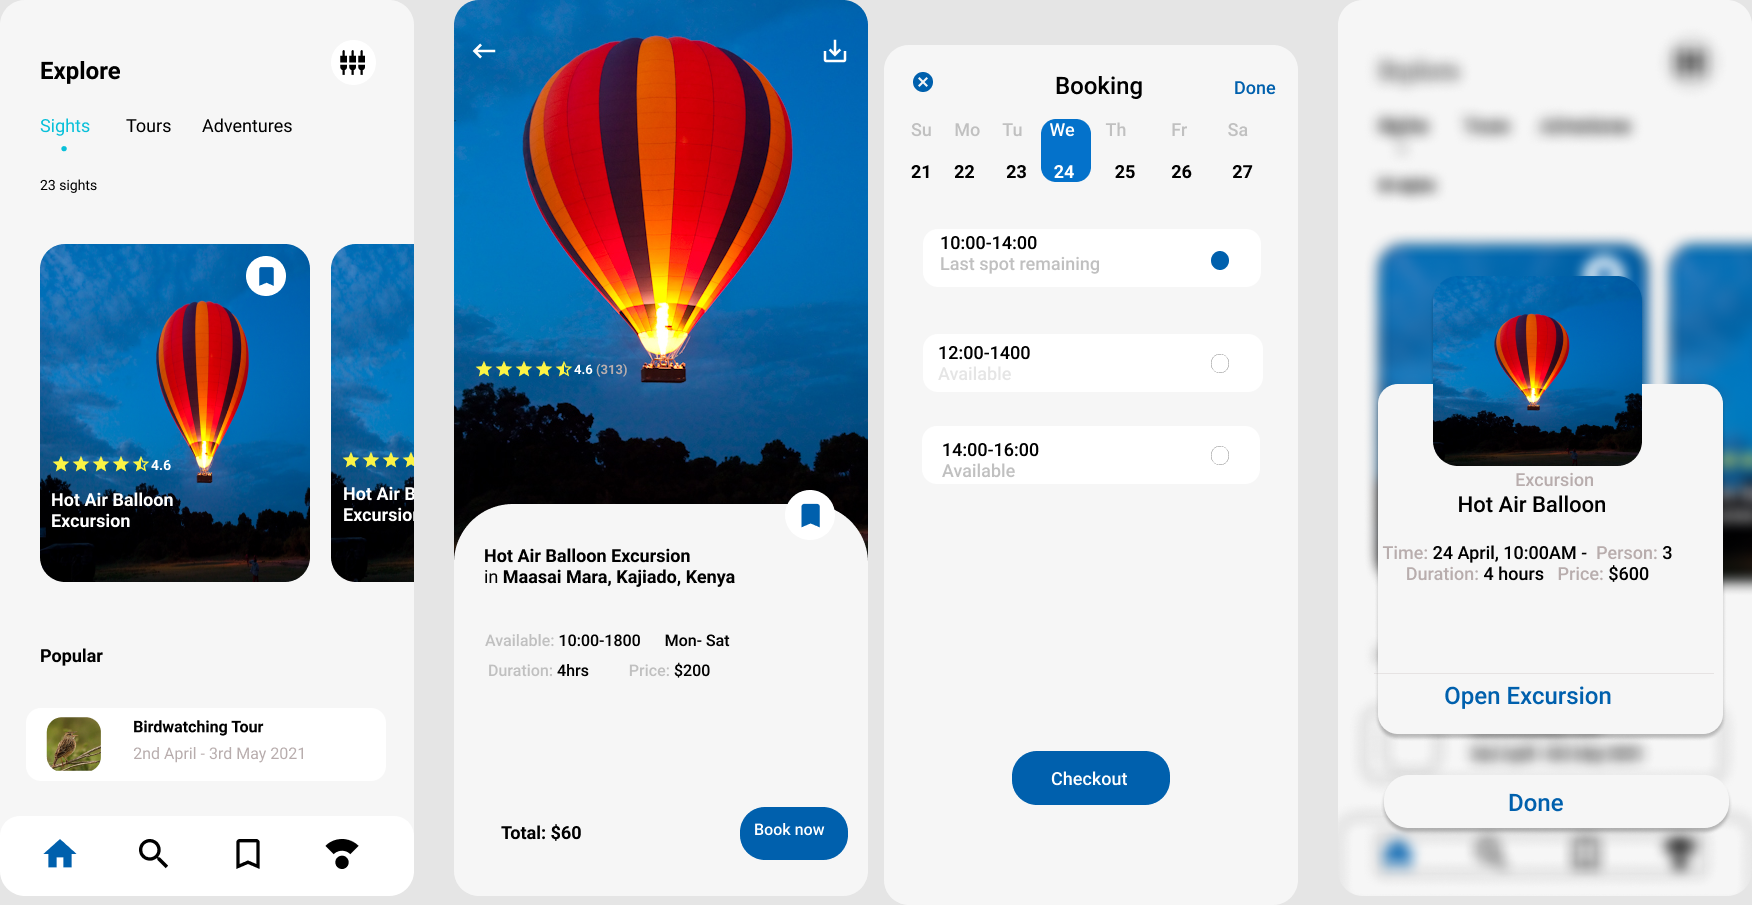 Explore
Sights Tours Adventures
23 sights
4.6
Hot Air Balloon
Excursion
Hot Air B
Excursion
Popular
Birdwatching Tour
2nd April - 3rd May 2021
4.6 (313)
Hot Air Balloon Excursion
in Maasai Mara, Kajiado, Kenya
Available: 10:00-1800 Mon- Sat
Duration: 4hrs Price: $200
Total: $60 Book now
Booking Done
Su Mo Tu We Th Fr Sa
21 22 23 24 25 26 27
10:00-14:00
Last spot remaining
12:00-1400
Available
14:00-16:00
Available
Checkout
Excursion
Hot Air Balloon
Time: 24 April, 10:00AM - Person: 3
Duration: 4 hours Price: $600
Open Excursion
Done